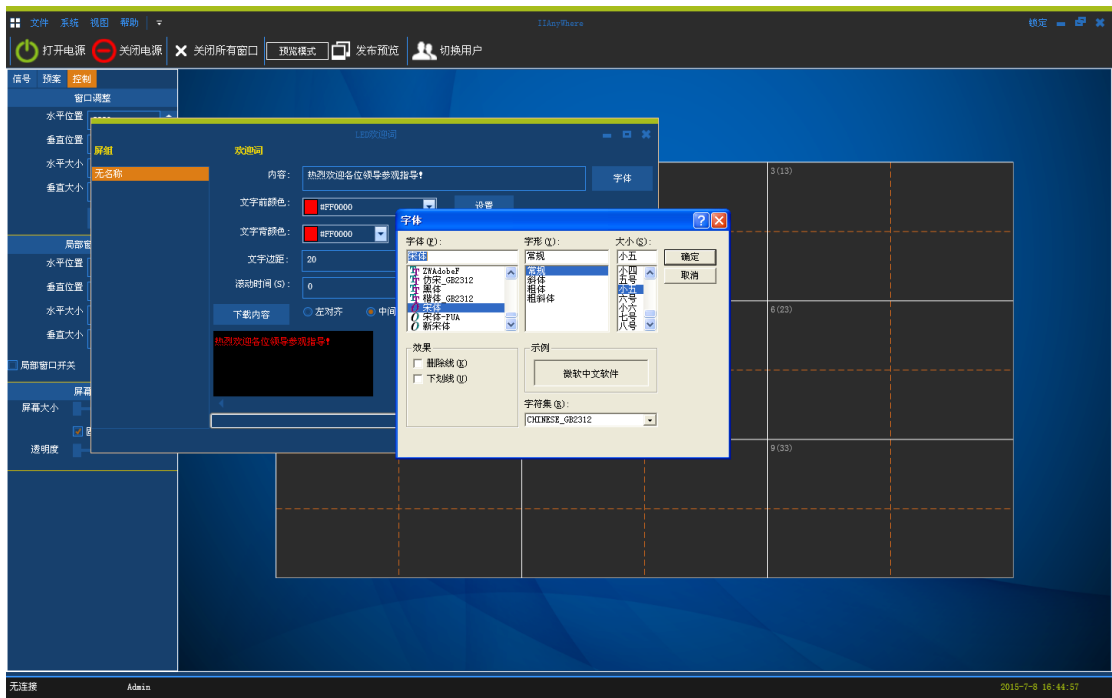 文件 系统 视图 帮助
IIAnyWhere
锁定
打开电源 关闭电源 关闭所有窗口 预览模式 发布预览 切换用户
信号 预案 控制
窗口调整
水平位置
垂直位置
水平大小
垂直大小
局部窗
水平位置
垂直位置
水平大小
垂直大小
局部窗口开关
屏幕
屏幕大小
透明度
LED欢迎词
屏组
无名称
欢迎词
内容: 热烈欢迎各位领导参观指导! 字体
文字前颜色: #FF0000 设置
文字背颜色: #FF0000
文字边距: 20
滚动时间(S): 0
下载内容 左对齐 中间
热烈欢迎各位领导参观指导!
字体
字体(F): 字形(Y): 大小(S):
宋体 常规 小五 确定
取消
ZWAdobeF
仿宋_GB2312
黑体
楷体_GB2312
宋体
宋体-PUA
新宋体
常规
斜体
粗体
粗斜体
小四
五号
小五
六号
小六
七号
八号
效果
删除线(K)
下划线(U)
示例
微软中文软件
字符集(R):
CHINESE_GB2312
3(13)
6(23)
9(33)
无连接 Admin 2015-7-8 16:44:57